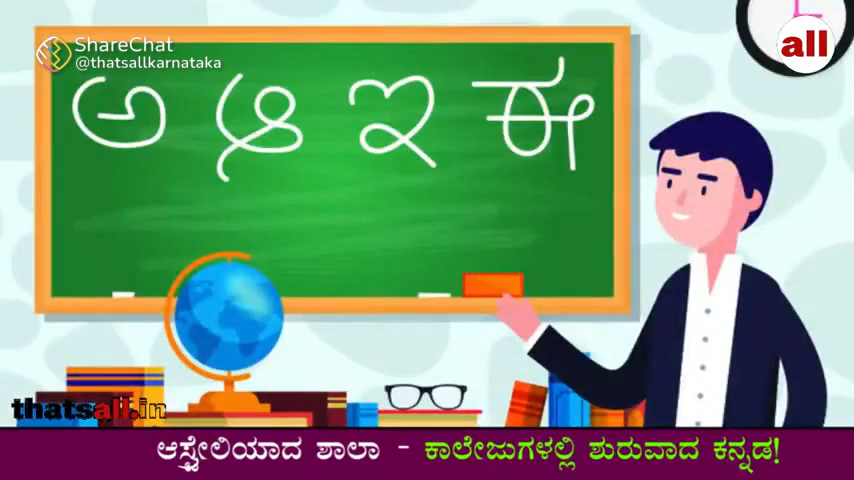 ShareChat
@thatsallkarnataka
all
ಅ ಆ ಇ ಈ
thatsall.in
ಆಸ್ಟ್ರೇಲಿಯಾದ ಶಾಲಾ - ಕಾಲೇಜುಗಳಲ್ಲಿ ಶುರುವಾದ ಕನ್ನಡ!